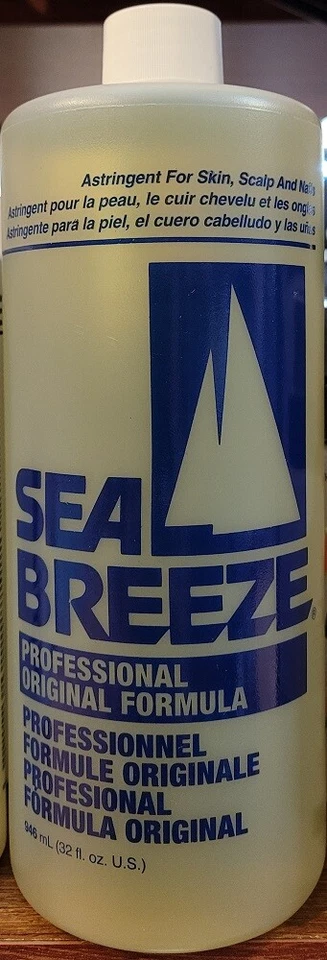 Astringent For Skin, Scalp And Nails
Astringent pour la peau, le cuir chevelu et les ongles
Astringente para la piel, el cuero cabelludo y las uñas
SEA
BREEZE®
PROFESSIONAL
ORIGINAL FORMULA
PROFESSIONNEL
FORMULE ORIGINALE
PROFESIONAL
FÓRMULA ORIGINAL
946 mL (32 fl. oz. U.S.)